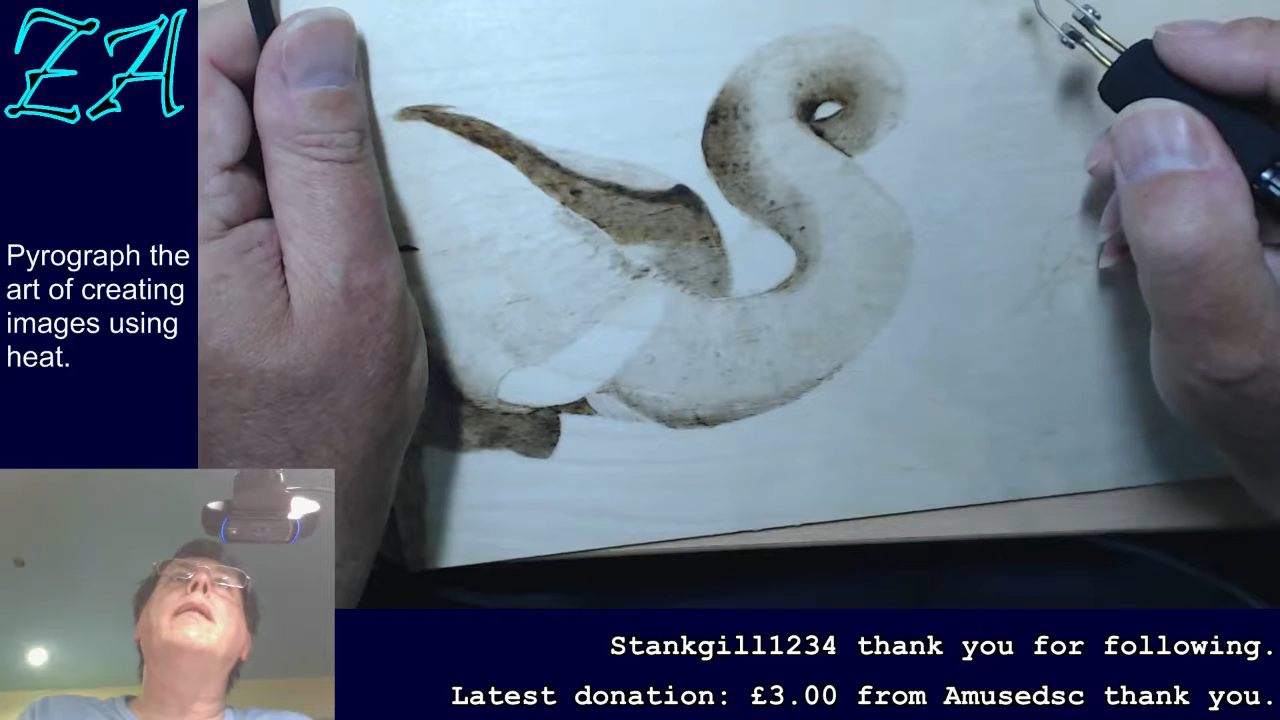 ZA
Pyrograph the
art of creating
images using
heat.
Stankgill1234 thank you for following.
Latest donation: £3.00 from Amusedsc thank you.